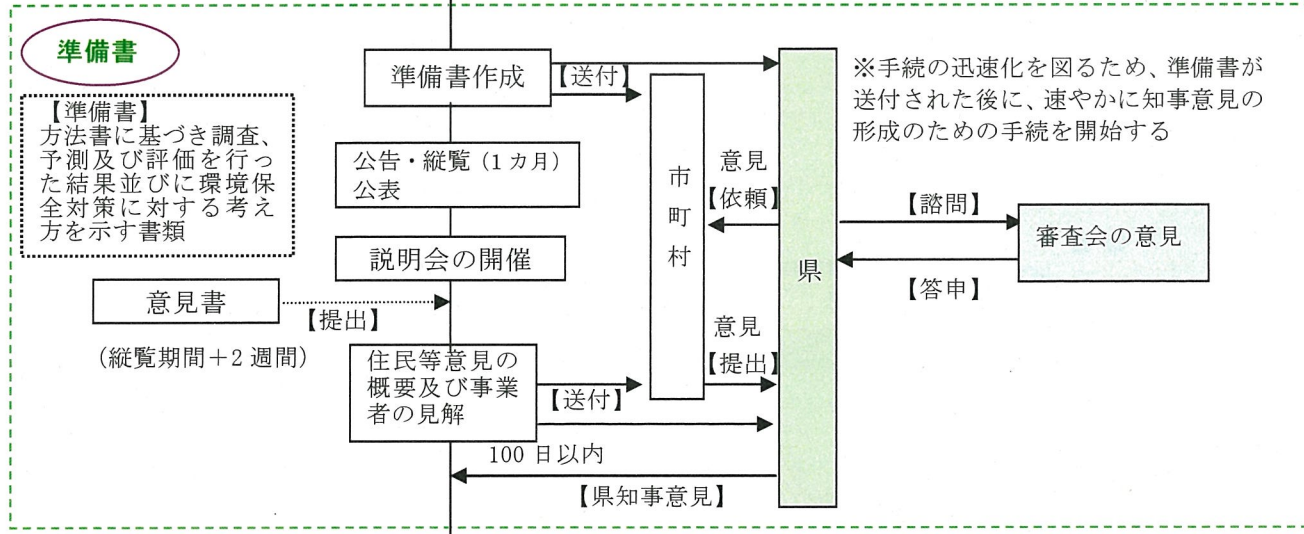 準備書
【準備書】
方法書に基づき調査、
予測及び評価を行っ
た結果並びに環境保
全対策に対する考え
方を示す書類
準備書作成
【送付】
公告・縦覧（1カ月）
公表
説明会の開催
意見書
【提出】
（縦覧期間＋2週間）
住民等意見の
概要及び事業
者の見解
【送付】
100日以内
【県知事意見】
市町村
意見
【依頼】
意見
【提出】
県
※手続の迅速化を図るため、準備書が
送付された後に、速やかに知事意見の
形成のための手続を開始する
【諮問】
審査会の意見
【答申】